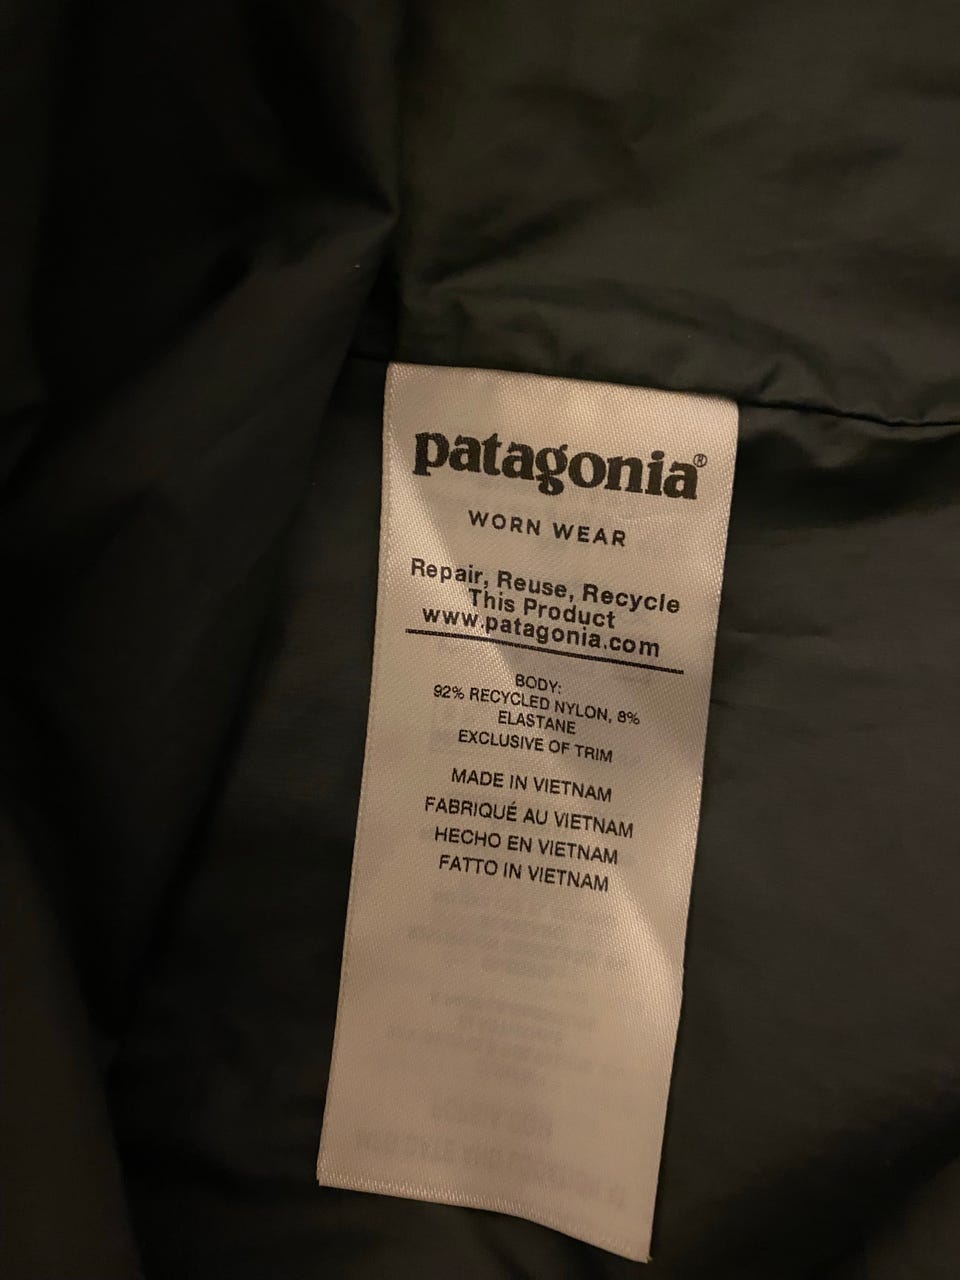 patagonia®
WORN WEAR
Repair, Reuse, Recycle
This Product
www.patagonia.com
BODY:
92% RECYCLED NYLON, 8%
ELASTANE
EXCLUSIVE OF TRIM
MADE IN VIETNAM
FABRIQUÉ AU VIETNAM
HECHO EN VIETNAM
FATTO IN VIETNAM